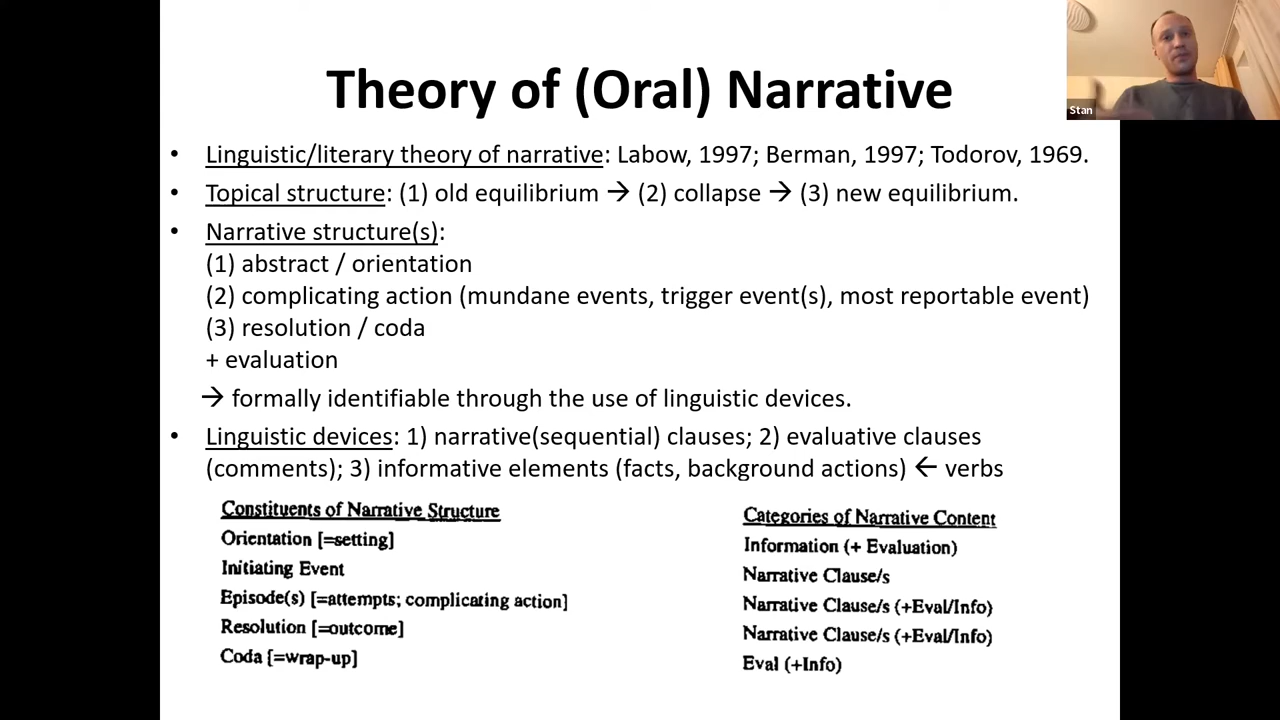 Theory of (Oral) Narrative
Stan
• Linguistic/literary theory of narrative: Labow, 1997; Berman, 1997; Todorov, 1969.
• Topical structure: (1) old equilibrium → (2) collapse → (3) new equilibrium.
• Narrative structure(s):
(1) abstract / orientation
(2) complicating action (mundane events, trigger event(s), most reportable event)
(3) resolution / coda
+ evaluation
→ formally identifiable through the use of linguistic devices.
• Linguistic devices: 1) narrative(sequential) clauses; 2) evaluative clauses
(comments); 3) informative elements (facts, background actions) ← verbs
Constituents of Narrative Structure
Orientation [=setting]
Initiating Event
Episode(s) [=attempts; complicating action]
Resolution [=outcome]
Coda [=wrap-up]
Categories of Narrative Content
Information (+ Evaluation)
Narrative Clause/s
Narrative Clause/s (+Eval/Info)
Narrative Clause/s (+Eval/Info)
Eval (+Info)